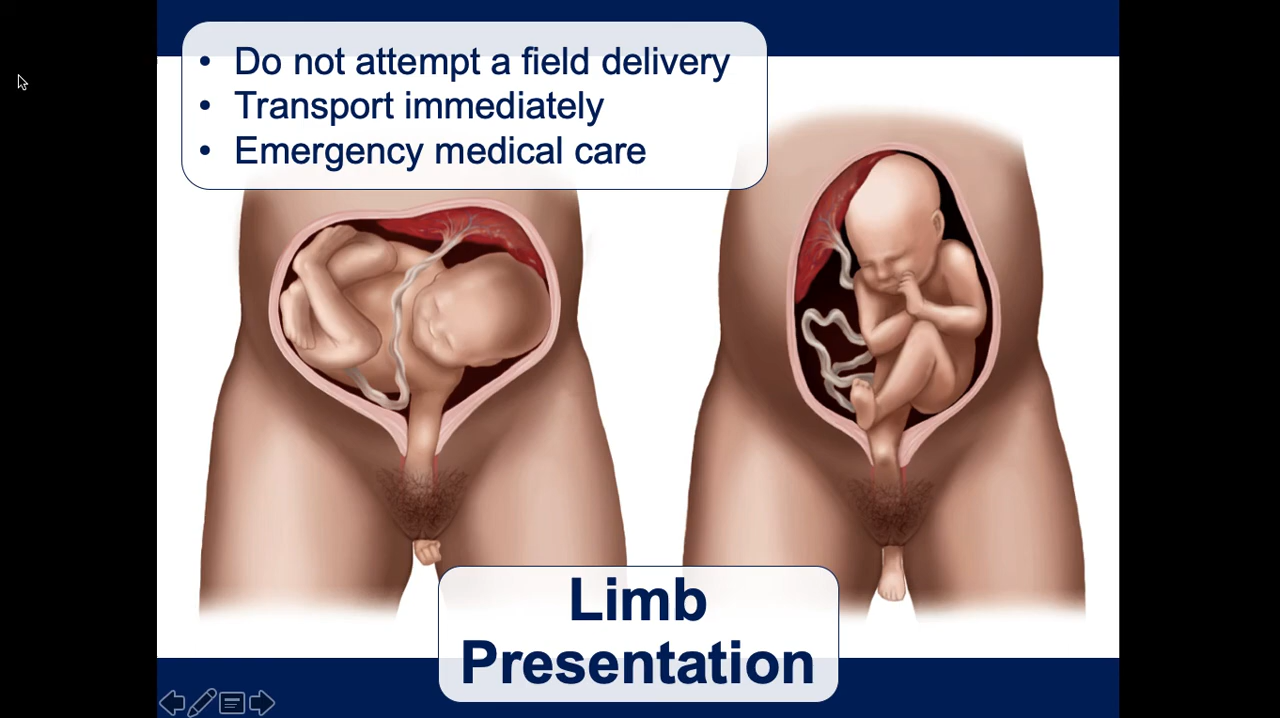 • Do not attempt a field delivery
• Transport immediately
• Emergency medical care
Limb
Presentation